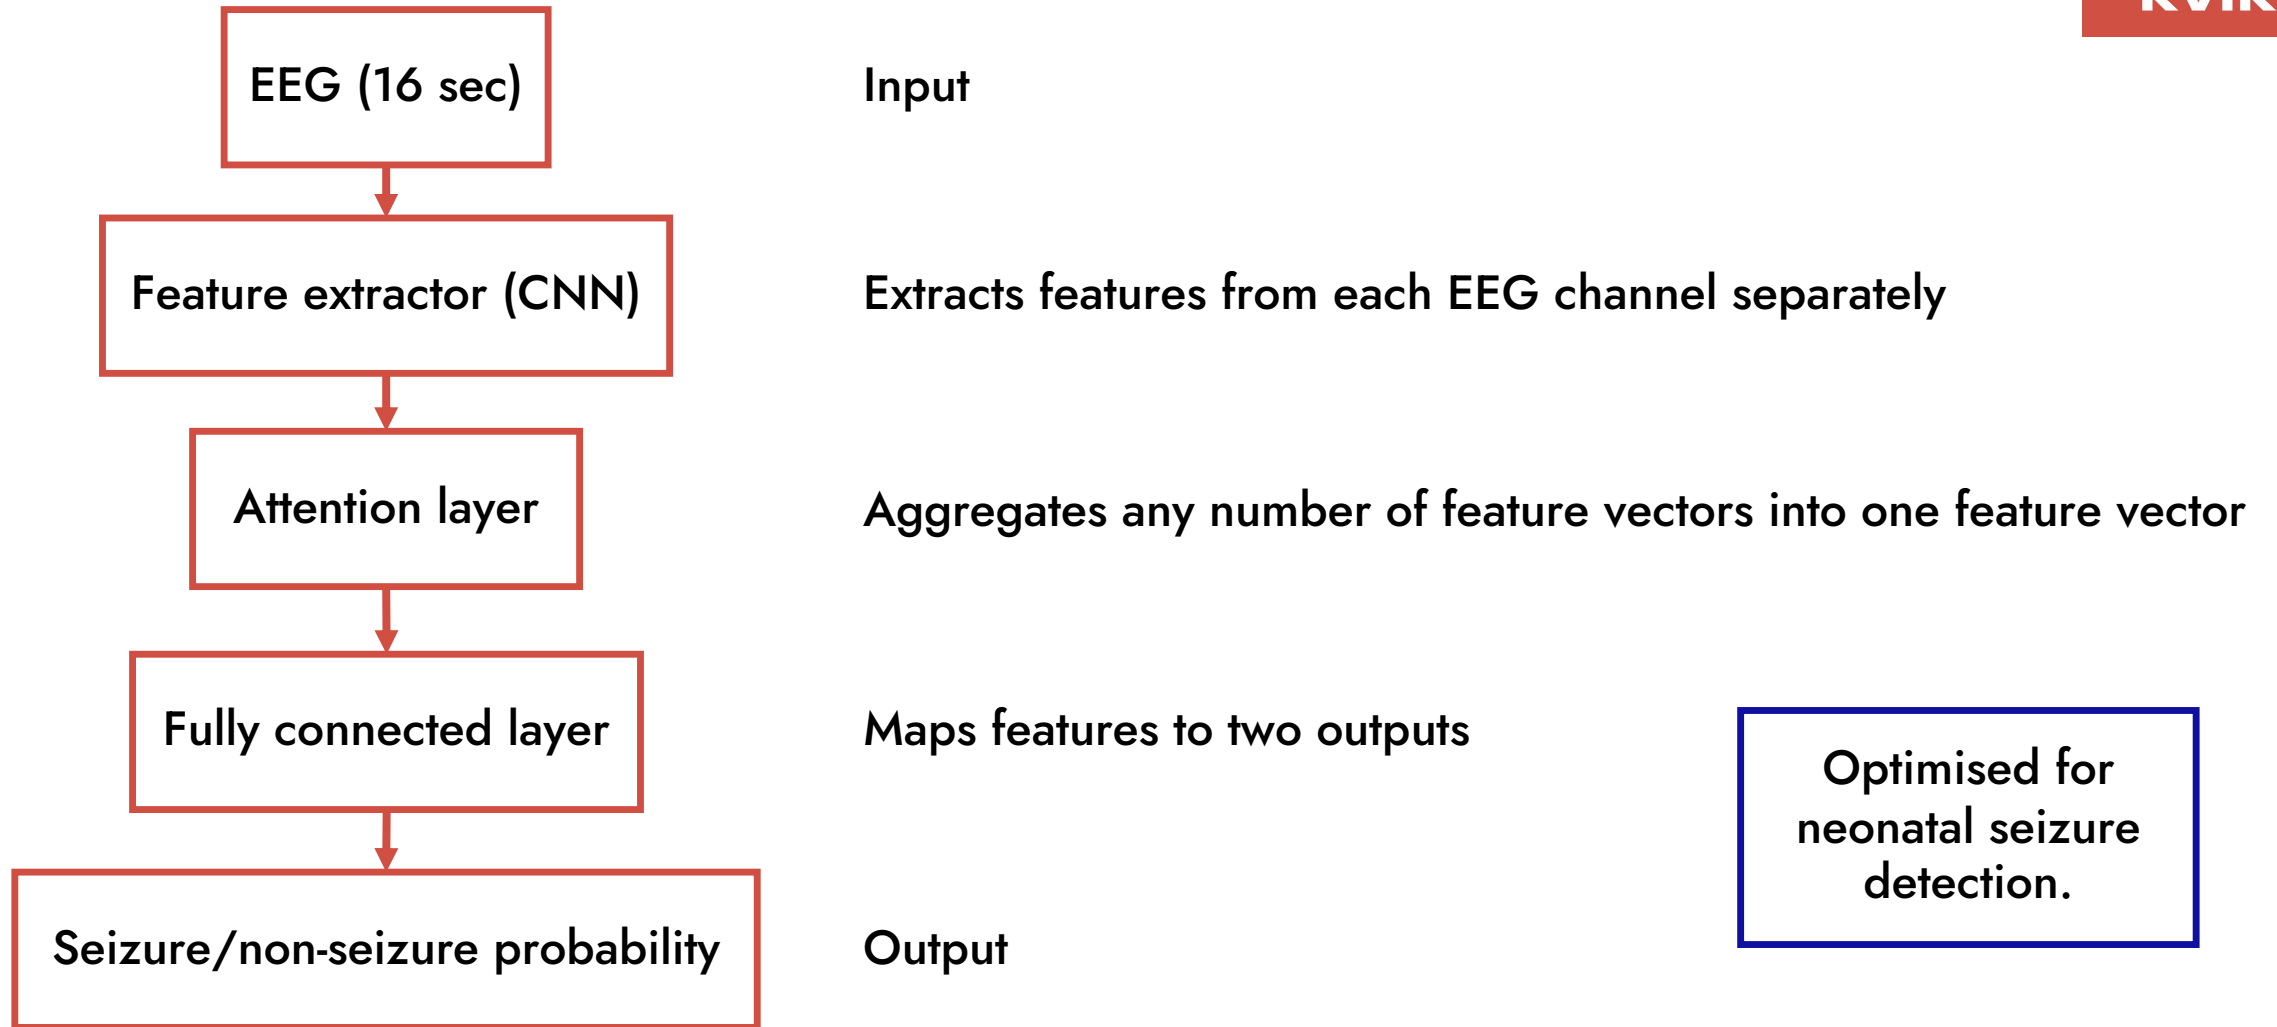 EEG (16 sec)
Input
Feature extractor (CNN)
Extracts features from each EEG channel separately
Attention layer
Aggregates any number of feature vectors into one feature vector
Fully connected layer
Maps features to two outputs
Optimised for
neonatal seizure
detection.
Seizure/non-seizure probability
Output